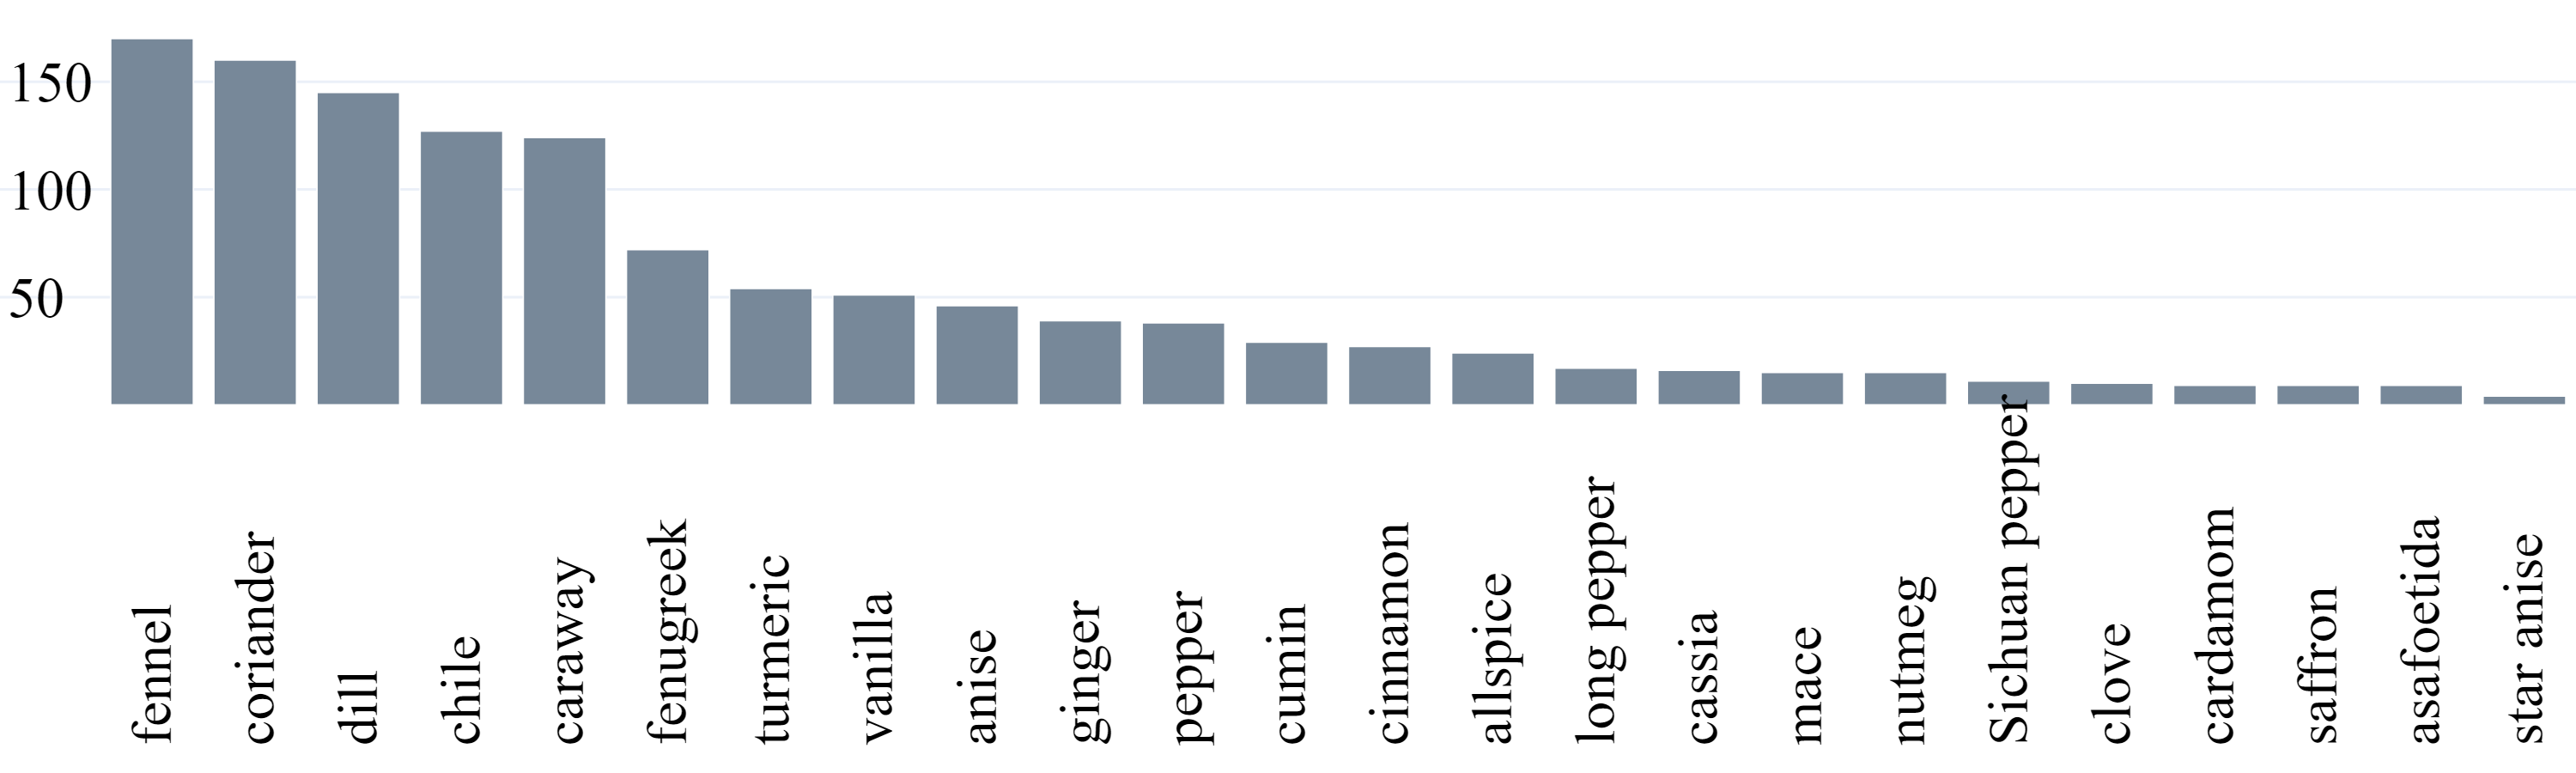 150
100
50
fennel
coriander
dill
chile
caraway
fenugreek
turmeric
vanilla
anise
ginger
pepper
cumin
cinnamon
allspice
long pepper
cassia
mace
nutmeg
Sichuan pepper
clove
cardamom
saffron
asafoetida
star anise